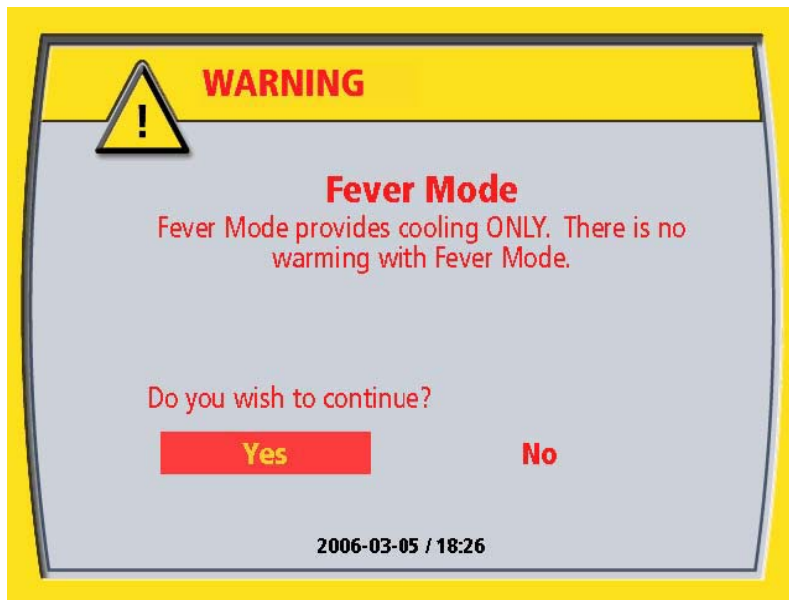 !
WARNING
Fever Mode
Fever Mode provides cooling ONLY. There is no
warming with Fever Mode.
Do you wish to continue?
Yes No
2006-03-05 / 18:26